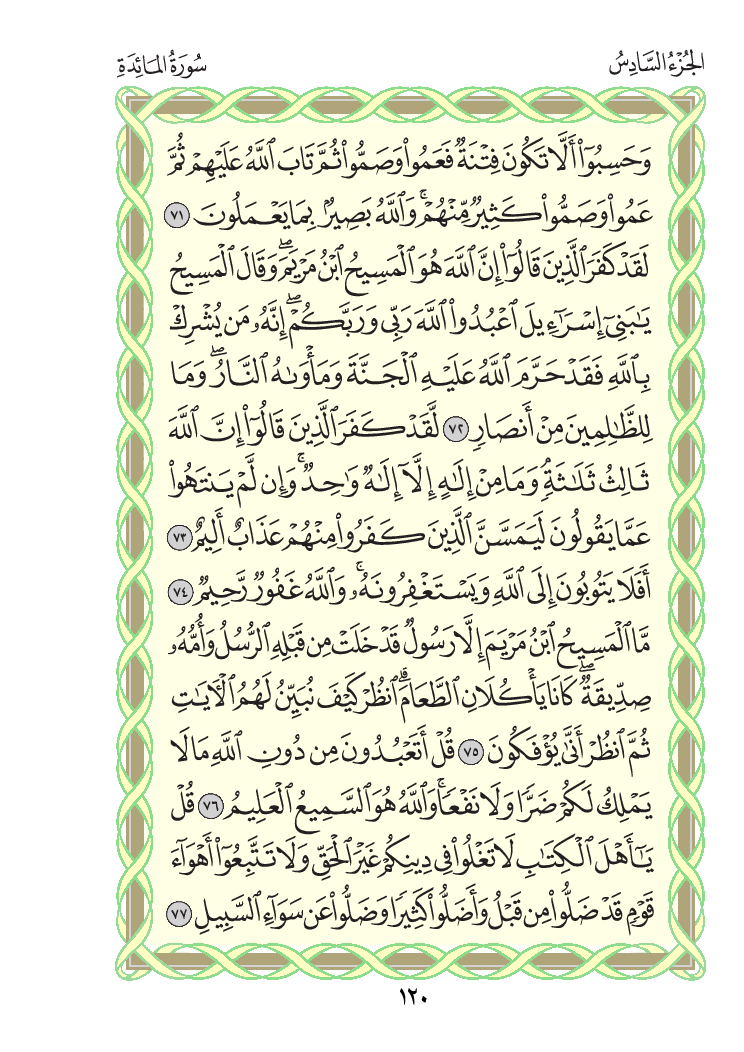 الجُزْءُ السَّادِسُ
سُورَةُ المَائِدَةِ
وَحَسِبُوٓا۟ أَلَّا تَكُونَ فِتْنَةٌ فَعَمُوا۟ وَصَمُّوا۟ ثُمَّ تَابَ ٱللَّهُ عَلَيْهِمْ ثُمَّ
عَمُوا۟ وَصَمُّوا۟ كَثِيرٌ مِّنْهُمْ ۚ وَٱللَّهُ بَصِيرٌۢ بِمَا يَعْمَلُونَ ٧١
لَقَدْ كَفَرَ ٱلَّذِينَ قَالُوٓا۟ إِنَّ ٱللَّهَ هُوَ ٱلْمَسِيحُ ٱبْنُ مَرْيَمَ ۖ وَقَالَ ٱلْمَسِيحُ
يَـٰبَنِىٓ إِسْرَٰٓءِيلَ ٱعْبُدُوا۟ ٱللَّهَ رَبِّى وَرَبَّكُمْ ۖ إِنَّهُۥ مَن يُشْرِكْ
بِٱللَّهِ فَقَدْ حَرَّمَ ٱللَّهُ عَلَيْهِ ٱلْجَنَّةَ وَمَأْوَىٰهُ ٱلنَّارُ ۖ وَمَا
لِلظَّـٰلِمِينَ مِنْ أَنصَارٍ ٧٢ لَّقَدْ كَفَرَ ٱلَّذِينَ قَالُوٓا۟ إِنَّ ٱللَّهَ
ثَالِثُ ثَلَـٰثَةٍ ۘ وَمَا مِنْ إِلَـٰهٍ إِلَّآ إِلَـٰهٌ وَٰحِدٌ ۚ وَإِن لَّمْ يَنتَهُوا۟
عَمَّا يَقُولُونَ لَيَمَسَّنَّ ٱلَّذِينَ كَفَرُوا۟ مِنْهُمْ عَذَابٌ أَلِيمٌ ٧٣
أَفَلَا يَتُوبُونَ إِلَى ٱللَّهِ وَيَسْتَغْفِرُونَهُۥ ۚ وَٱللَّهُ غَفُورٌ رَّحِيمٌ ٧٤
مَّا ٱلْمَسِيحُ ٱبْنُ مَرْيَمَ إِلَّا رَسُولٌ قَدْ خَلَتْ مِن قَبْلِهِ ٱلرُّسُلُ وَأُمُّهُۥ
صِدِّيقَةٌ ۖ كَانَا يَأْكُلَانِ ٱلطَّعَامَ ۗ ٱنظُرْ كَيْفَ نُبَيِّنُ لَهُمُ ٱلْـَٔايَـٰتِ
ثُمَّ ٱنظُرْ أَنَّىٰ يُؤْفَكُونَ ٧٥ قُلْ أَتَعْبُدُونَ مِن دُونِ ٱللَّهِ مَا لَا
يَمْلِكُ لَكُمْ ضَرًّا وَلَا نَفْعًا ۚ وَٱللَّهُ هُوَ ٱلسَّمِيعُ ٱلْعَلِيمُ ٧٦ قُلْ
يَـٰٓأَهْلَ ٱلْكِتَـٰبِ لَا تَغْلُوا۟ فِى دِينِكُمْ غَيْرَ ٱلْحَقِّ وَلَا تَتَّبِعُوٓا۟ أَهْوَآءَ
قَوْمٍ قَدْ ضَلُّوا۟ مِن قَبْلُ وَأَضَلُّوا۟ كَثِيرًا وَضَلُّوا۟ عَن سَوَآءِ ٱلسَّبِيلِ ٧٧
١٢٠